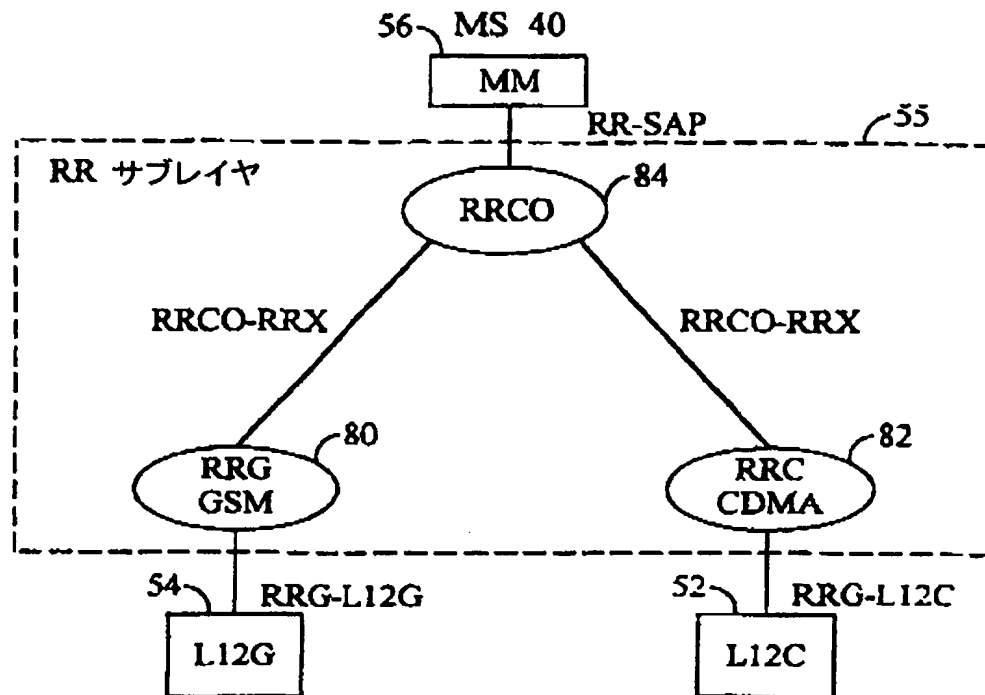 56
MS 40
MM
RR-SAP
55
RR サブレイヤ
84
RRCO
RRCO-RRX
RRCO-RRX
80
82
RRG
GSM
RRC
CDMA
54
RRG-L12G
52
RRG-L12C
L12G
L12C